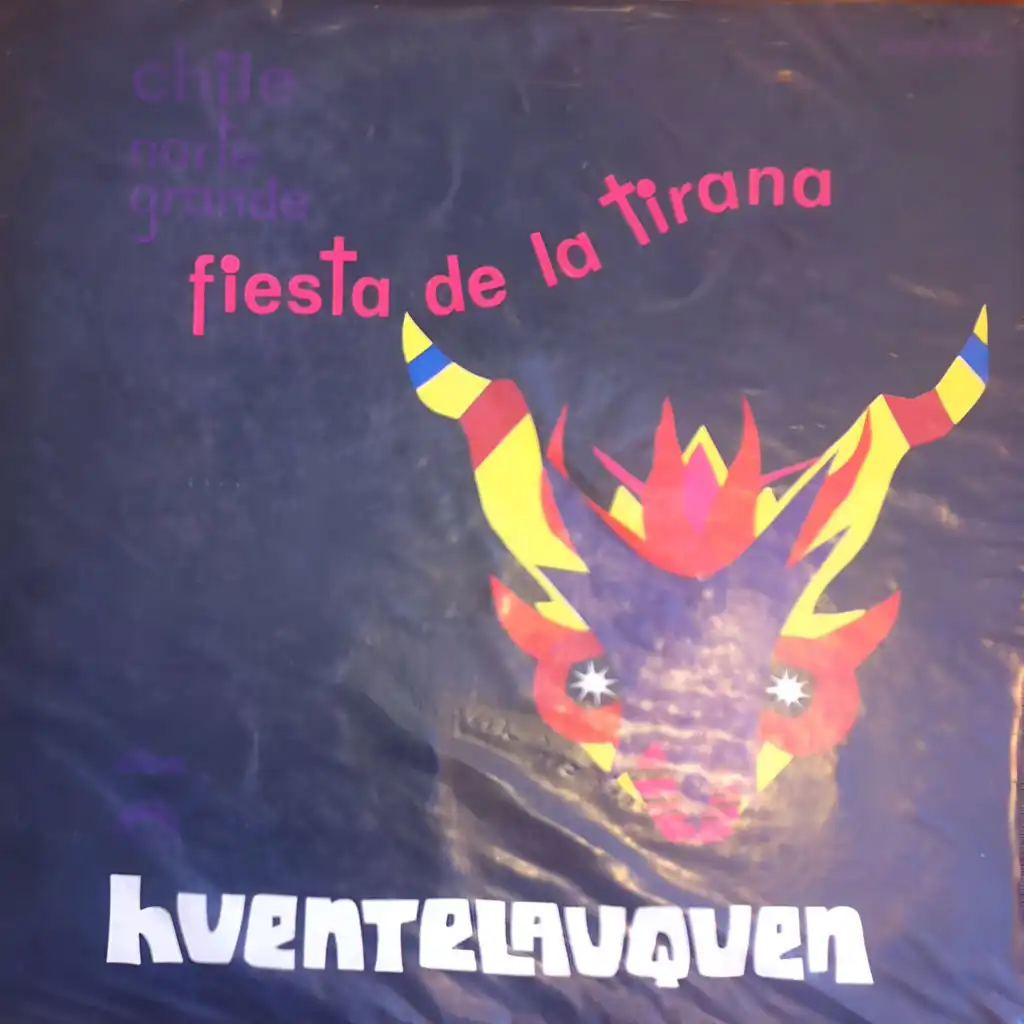 chile
norte
grande
fiesta de la tirana
hventelavqven